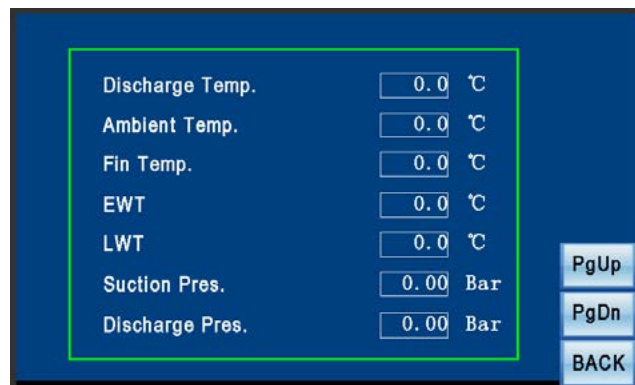 Discharge Temp. 0.0 ℃
Ambient Temp. 0.0 ℃
Fin Temp. 0.0 ℃
EWT 0.0 ℃
LWT 0.0 ℃
Suction Pres. 0.00 Bar
Discharge Pres. 0.00 Bar
PgUp
PgDn
BACK